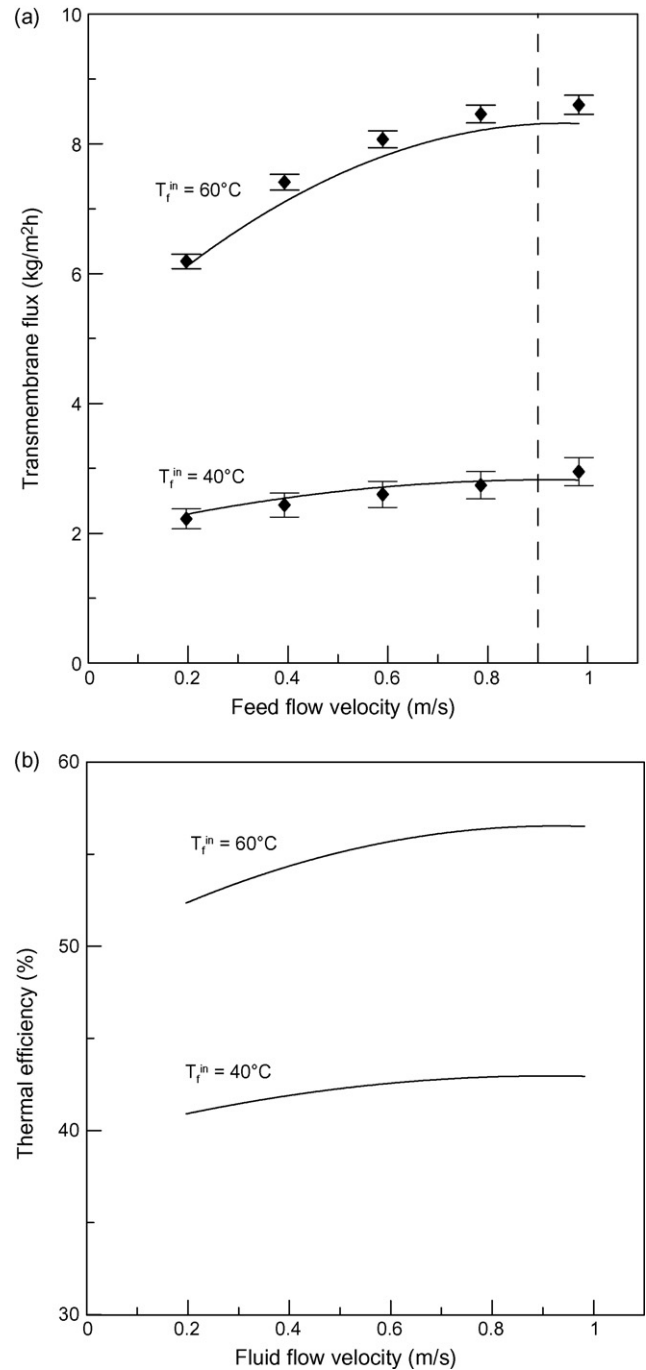 (a)
10
8
6
4
2
0
Transmembrane flux (kg/m²h)
T_f^in = 60°C
T_f^in = 40°C
0 0.2 0.4 0.6 0.8 1
Feed flow velocity (m/s)
(b)
60
50
40
30
Thermal efficiency (%)
T_f^in = 60°C
T_f^in = 40°C
0 0.2 0.4 0.6 0.8 1
Fluid flow velocity (m/s)